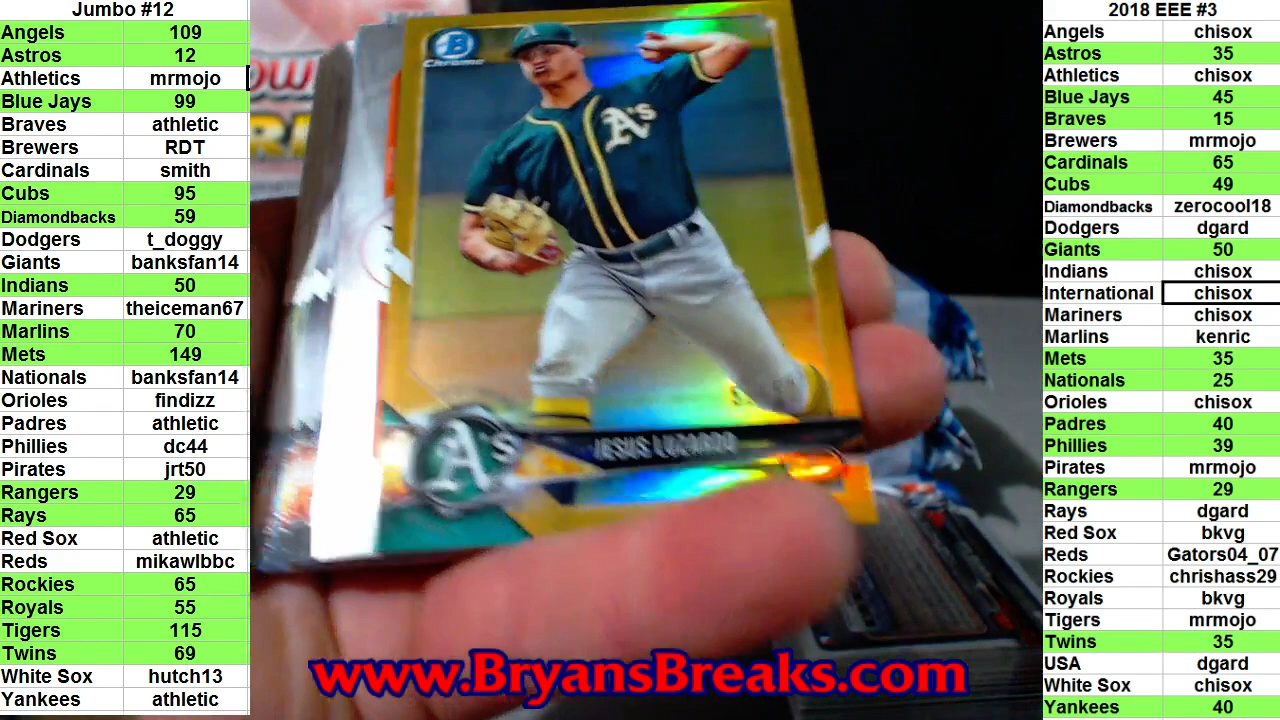 Jumbo #12
Angels 109
Astros 12
Athletics mrmojo
Blue Jays 99
Braves athletic
Brewers RDT
Cardinals smith
Cubs 95
Diamondbacks 59
Dodgers t_doggy
Giants banksfan14
Indians 50
Mariners theiceman67
Marlins 70
Mets 149
Nationals banksfan14
Orioles findizz
Padres athletic
Phillies dc44
Pirates jrt50
Rangers 29
Rays 65
Red Sox athletic
Reds mikawlbbc
Rockies 65
Royals 55
Tigers 115
Twins 69
White Sox hutch13
Yankees athletic
B
Chrome
A's
A's
JESUS LUZARDO
www.BryansBreaks.com
2018 EEE #3
Angels chisox
Astros 35
Athletics chisox
Blue Jays 45
Braves 15
Brewers mrmojo
Cardinals 65
Cubs 49
Diamondbacks zerocool18
Dodgers dgard
Giants 50
Indians chisox
International chisox
Mariners chisox
Marlins kenric
Mets 35
Nationals 25
Orioles chisox
Padres 40
Phillies 39
Pirates mrmojo
Rangers 29
Rays dgard
Red Sox bkvg
Reds Gators04_07
Rockies chrishass29
Royals bkvg
Tigers mrmojo
Twins 35
USA dgard
White Sox chisox
Yankees 40